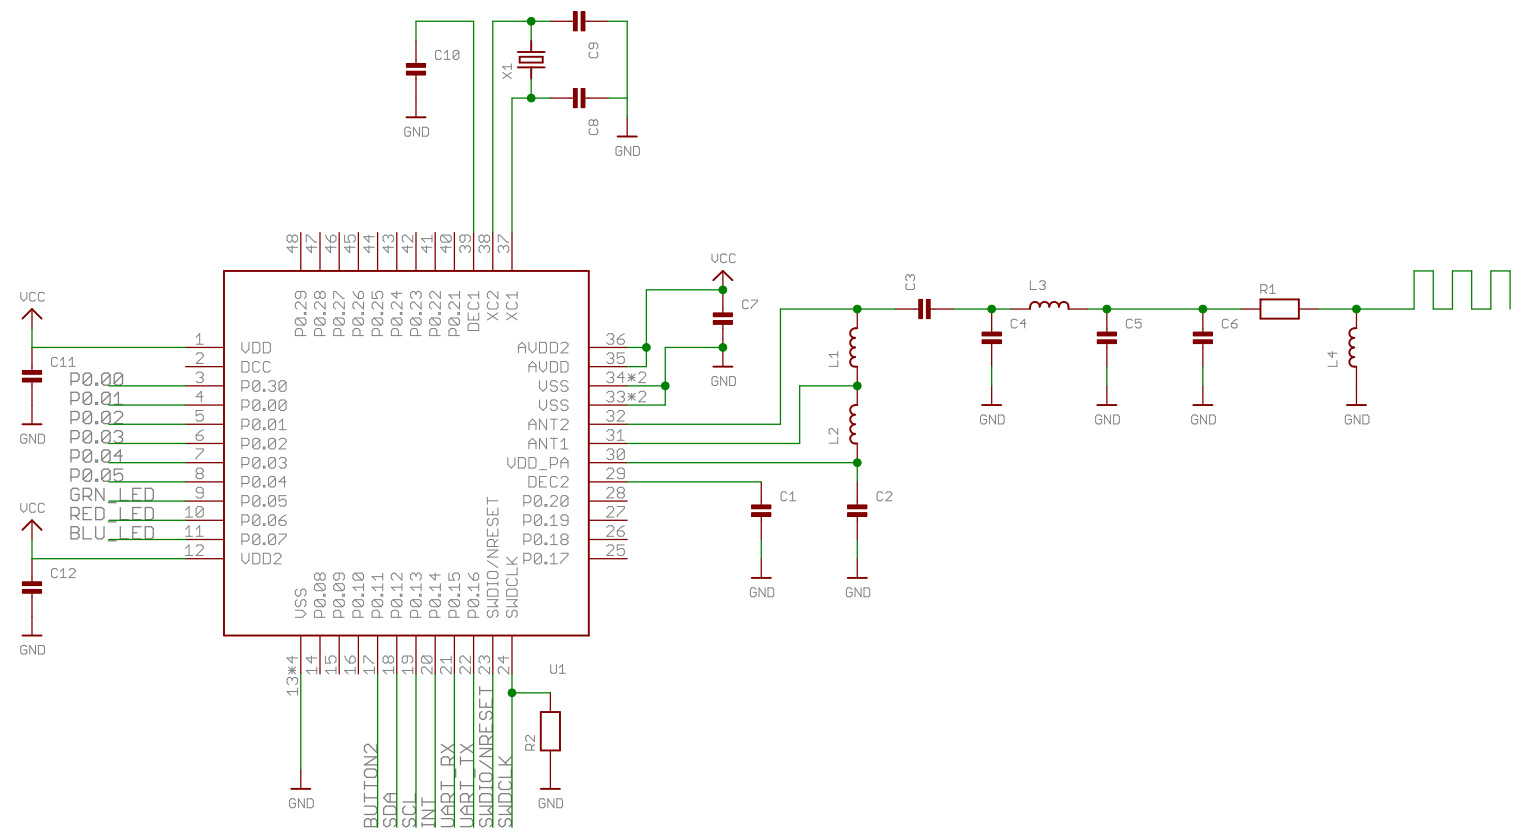 C10
GND
X1
C9
C8
GND
48
47
46
45
44
43
42
41
40
39
38
37
P0.29
P0.28
P0.27
P0.26
P0.25
P0.24
P0.23
P0.22
P0.21
DEC1
XC2
XC1
VCC
C11
GND
P0.00
P0.01
P0.02
P0.03
P0.04
P0.05
GRN_LED
RED_LED
BLU_LED
VCC
C12
GND
1
2
3
4
5
6
7
8
9
10
11
12
VDD
DCC
P0.30
P0.00
P0.01
P0.02
P0.03
P0.04
P0.05
P0.06
P0.07
VDD2
AVDD2
AVDD
VSS
VSS
ANT2
ANT1
VDD_PA
DEC2
P0.20
P0.19
P0.18
P0.17
36
35
34*2
33*2
32
31
30
29
28
27
26
25
VSS
P0.08
P0.09
P0.10
P0.11
P0.12
P0.13
P0.14
P0.15
P0.16
SWDIO/NRESET
SWDCLK
13*4
14
15
16
17
18
19
20
21
22
23
24
U1
GND
BUTTON2
SDA
SCL
INT
UART_RX
UART_TX
SWDIO/NRESET
SWDCLK
R2
GND
VCC
C7
GND
C1
GND
C2
GND
L1
L2
C3
C4
GND
L3
C5
GND
C6
GND
R1
L4
GND